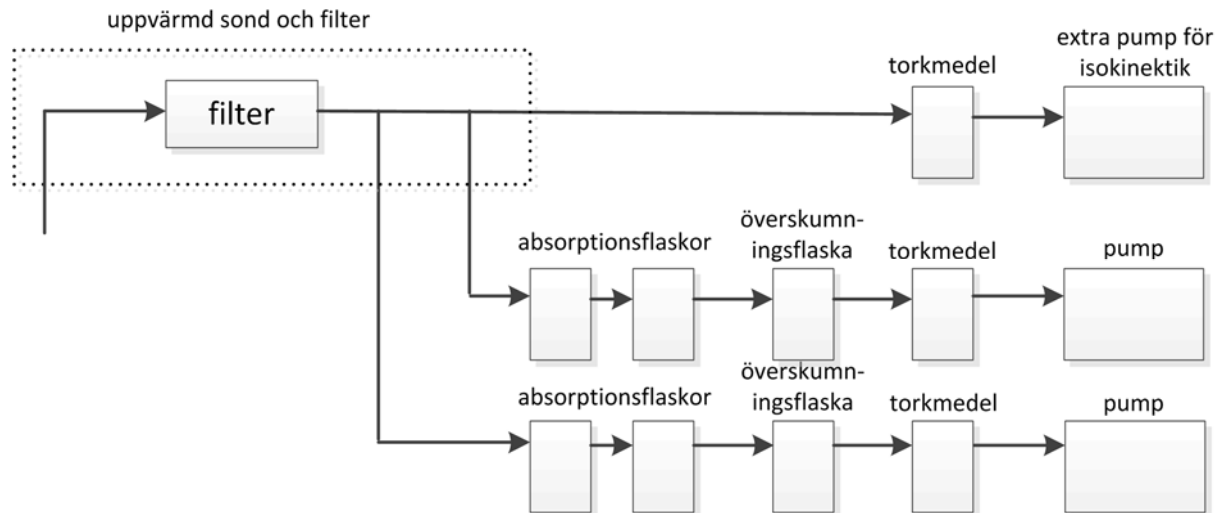 uppvärmd sond och filter
filter
torkmedel
extra pump för
isokinektik
absorptionsflaskor
överskumn-
ingsflaska
torkmedel
pump
absorptionsflaskor
överskumn-
ingsflaska
torkmedel
pump